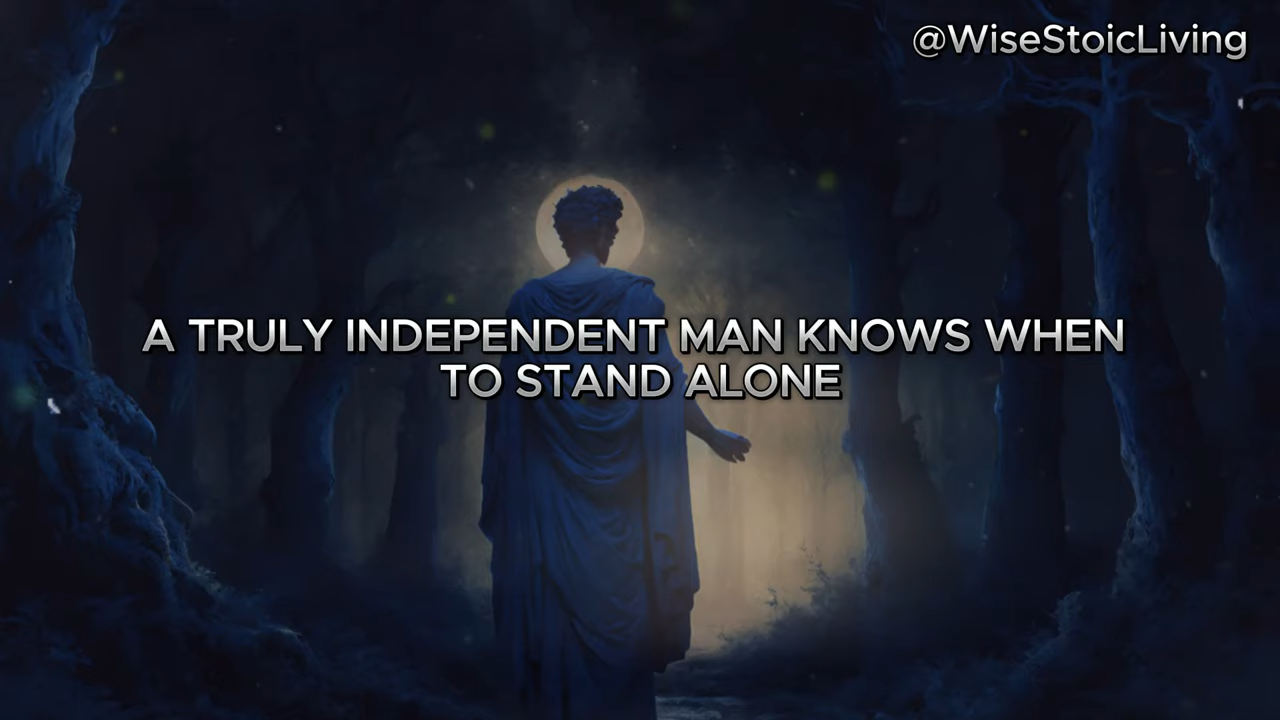 @WiseStoicLiving
A TRULY INDEPENDENT MAN KNOWS WHEN
TO STAND ALONE